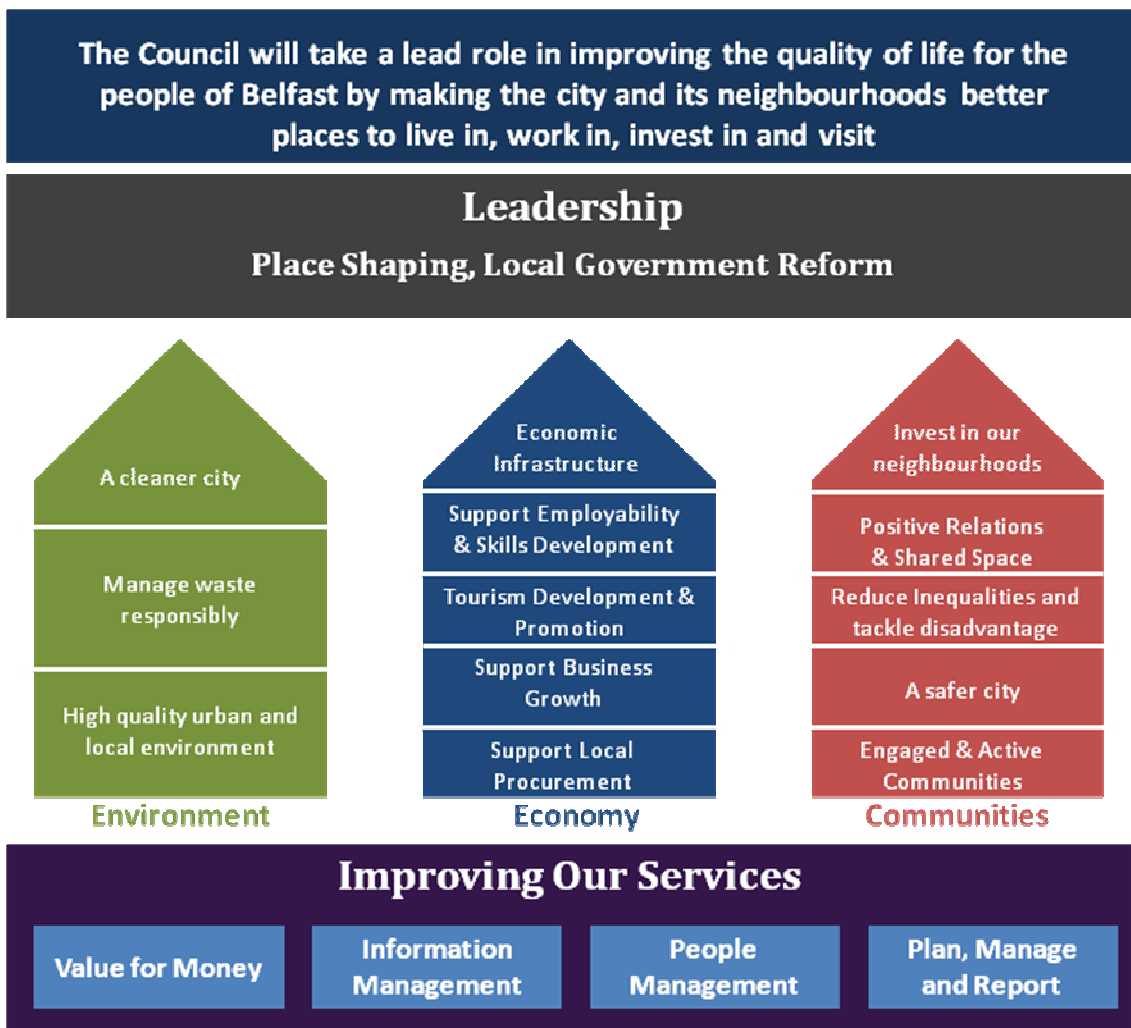 The Council will take a lead role in improving the quality of life for the
people of Belfast by making the city and its neighbourhoods better
places to live in, work in, invest in and visit
Leadership
Place Shaping, Local Government Reform
A cleaner city
Manage waste
responsibly
High quality urban and
local environment
Environment
Economic
Infrastructure
Support Employability
& Skills Development
Tourism Development &
Promotion
Support Business
Growth
Support Local
Procurement
Economy
Invest in our
neighbourhoods
Positive Relations
& Shared Space
Reduce Inequalities and
tackle disadvantage
A safer city
Engaged & Active
Communities
Communities
Improving Our Services
Value for Money
Information
Management
People
Management
Plan, Manage
and Report